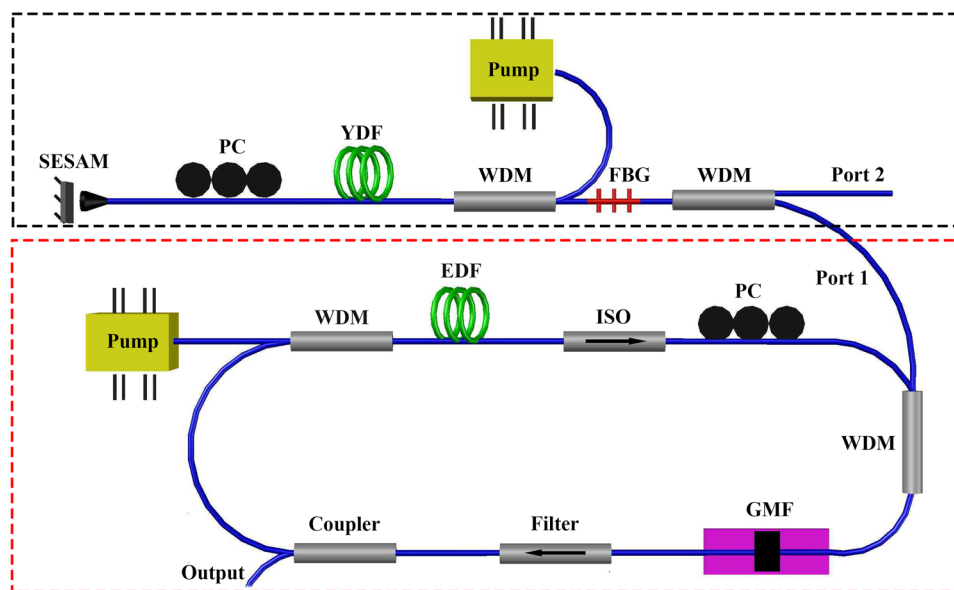 Pump
YDF
PC
SESAM
WDM
FBG
WDM
Port 2
Port 1
EDF
PC
WDM
ISO
Pump
WDM
GMF
Coupler
Filter
Output